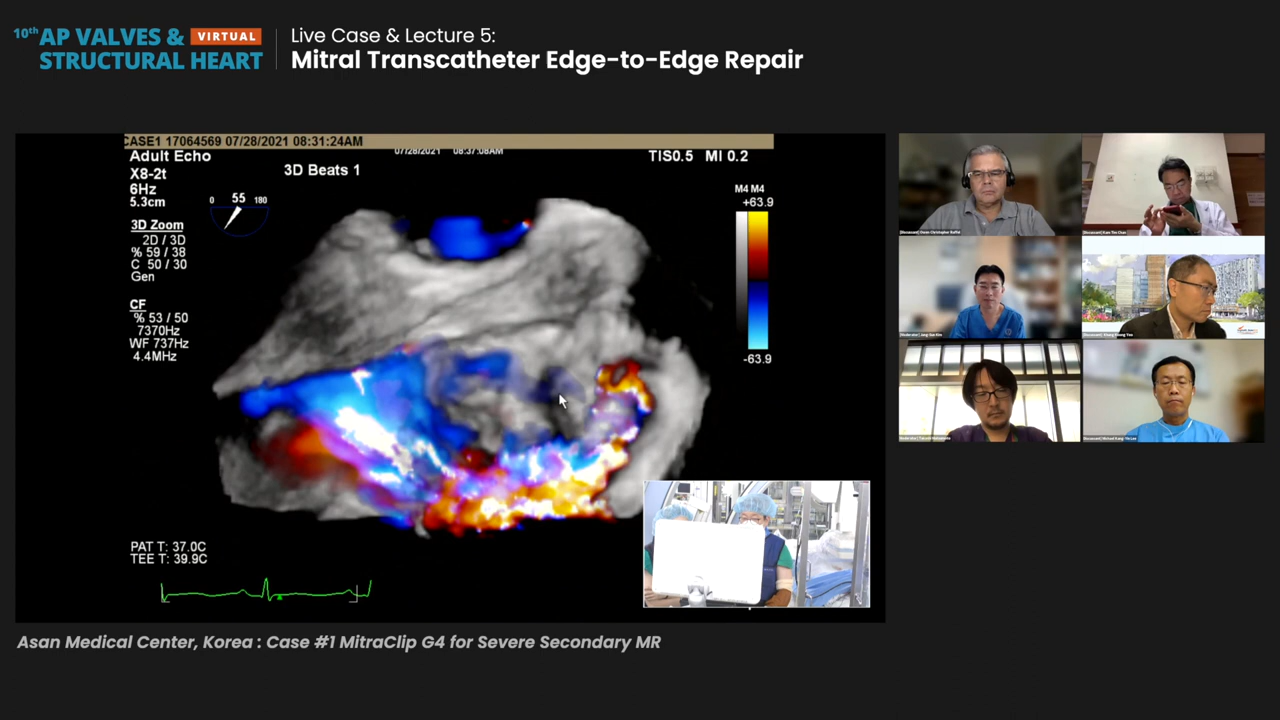 10th AP VALVES & VIRTUAL
STRUCTURAL HEART
Live Case & Lecture 5:
Mitral Transcatheter Edge-to-Edge Repair
CASE1 17064569 07/28/2021 08:31:24AM
07/28/2021 08:37:08AM
Adult Echo
TIS0.5 MI 0.2
X8-2t
3D Beats 1
6Hz
5.3cm
0 55 180
M4 M4
+63.9
3D Zoom
2D / 3D
% 59 / 38
C 50 / 30
Gen
CF
% 53 / 50
7370Hz
WF 737Hz
4.4MHz
-63.9
PAT T: 37.0C
TEE T: 39.9C
Asan Medical Center, Korea : Case #1 MitraClip G4 for Severe Secondary MR